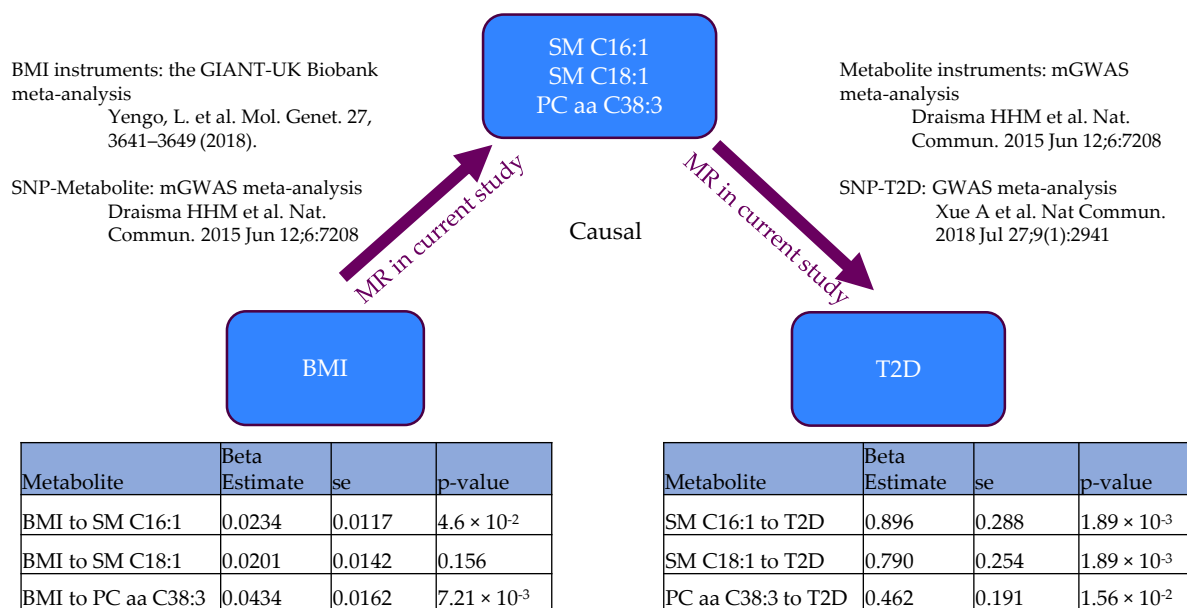 SM C16:1
SM C18:1
PC aa C38:3
BMI instruments: the GIANT-UK Biobank
meta-analysis
Yengo, L. et al. Mol. Genet. 27,
3641–3649 (2018).
SNP-Metabolite: mGWAS meta-analysis
Draisma HHM et al. Nat.
Commun. 2015 Jun 12;6:7208
Metabolite instruments: mGWAS
meta-analysis
Draisma HHM et al. Nat.
Commun. 2015 Jun 12;6:7208
SNP-T2D: GWAS meta-analysis
Xue A et al. Nat Commun.
2018 Jul 27;9(1):2941
MR in current study
Causal
MR in current study
BMI
T2D
Metabolite Beta Estimate se p-value
BMI to SM C16:1 0.0234 0.0117 4.6 × 10⁻²
BMI to SM C18:1 0.0201 0.0142 0.156
BMI to PC aa C38:3 0.0434 0.0162 7.21 × 10⁻³
Metabolite Beta Estimate se p-value
SM C16:1 to T2D 0.896 0.288 1.89 × 10⁻³
SM C18:1 to T2D 0.790 0.254 1.89 × 10⁻³
PC aa C38:3 to T2D 0.462 0.191 1.56 × 10⁻²